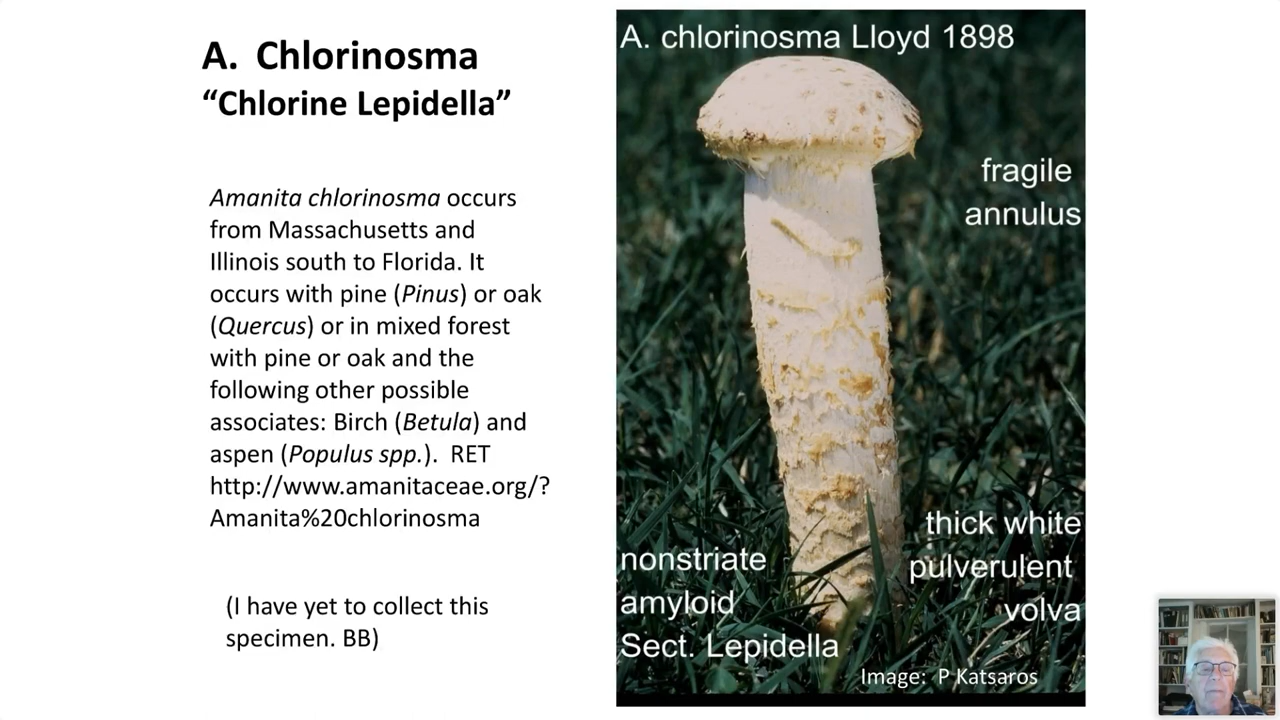 A. Chlorinosma
“Chlorine Lepidella”
Amanita chlorinosma occurs
from Massachusetts and
Illinois south to Florida. It
occurs with pine (Pinus) or oak
(Quercus) or in mixed forest
with pine or oak and the
following other possible
associates: Birch (Betula) and
aspen (Populus spp.). RET
http://www.amanitaceae.org/?
Amanita%20chlorinosma
(I have yet to collect this
specimen. BB)
A. chlorinosma Lloyd 1898
fragile
annulus
thick white
pulverulent
volva
nonstriate
amyloid
Sect. Lepidella
Image: P Katsaros